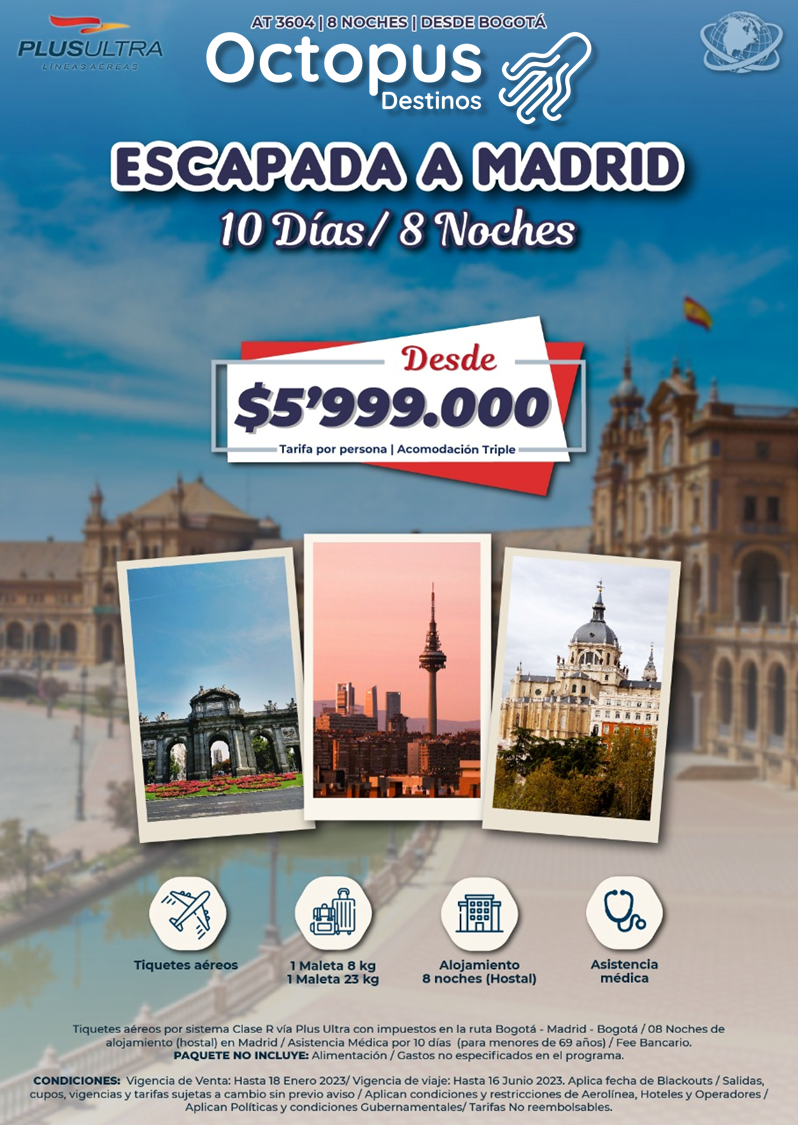 AT 3604 | 8 NOCHES | DESDE BOGOTÁ
PLUSULTRA
LÍNEAS AÉREAS
Octopus
Destinos
ESCAPADA A MADRID
10 Días/ 8 Noches
Desde
$5’999.000
Tarifa por persona | Acomodación Triple
Tiquetes aéreos
1 Maleta 8 kg
1 Maleta 23 kg
Alojamiento
8 noches (Hostal)
Asistencia
médica
Tiquetes aéreos por sistema Clase R vía Plus Ultra con impuestos en la ruta Bogotá - Madrid - Bogotá / 08 Noches de
alojamiento (hostal) en Madrid / Asistencia Médica por 10 días (para menores de 69 años) / Fee Bancario.
PAQUETE NO INCLUYE: Alimentación / Gastos no especificados en el programa.
CONDICIONES: Vigencia de Venta: Hasta 18 Enero 2023/ Vigencia de viaje: Hasta 16 Junio 2023. Aplica fecha de Blackouts / Salidas,
cupos, vigencias y tarifas sujetas a cambio sin previo aviso / Aplican condiciones y restricciones de Aerolínea, Hoteles y Operadores /
Aplican Políticas y condiciones Gubernamentales/ Tarifas No reembolsables.